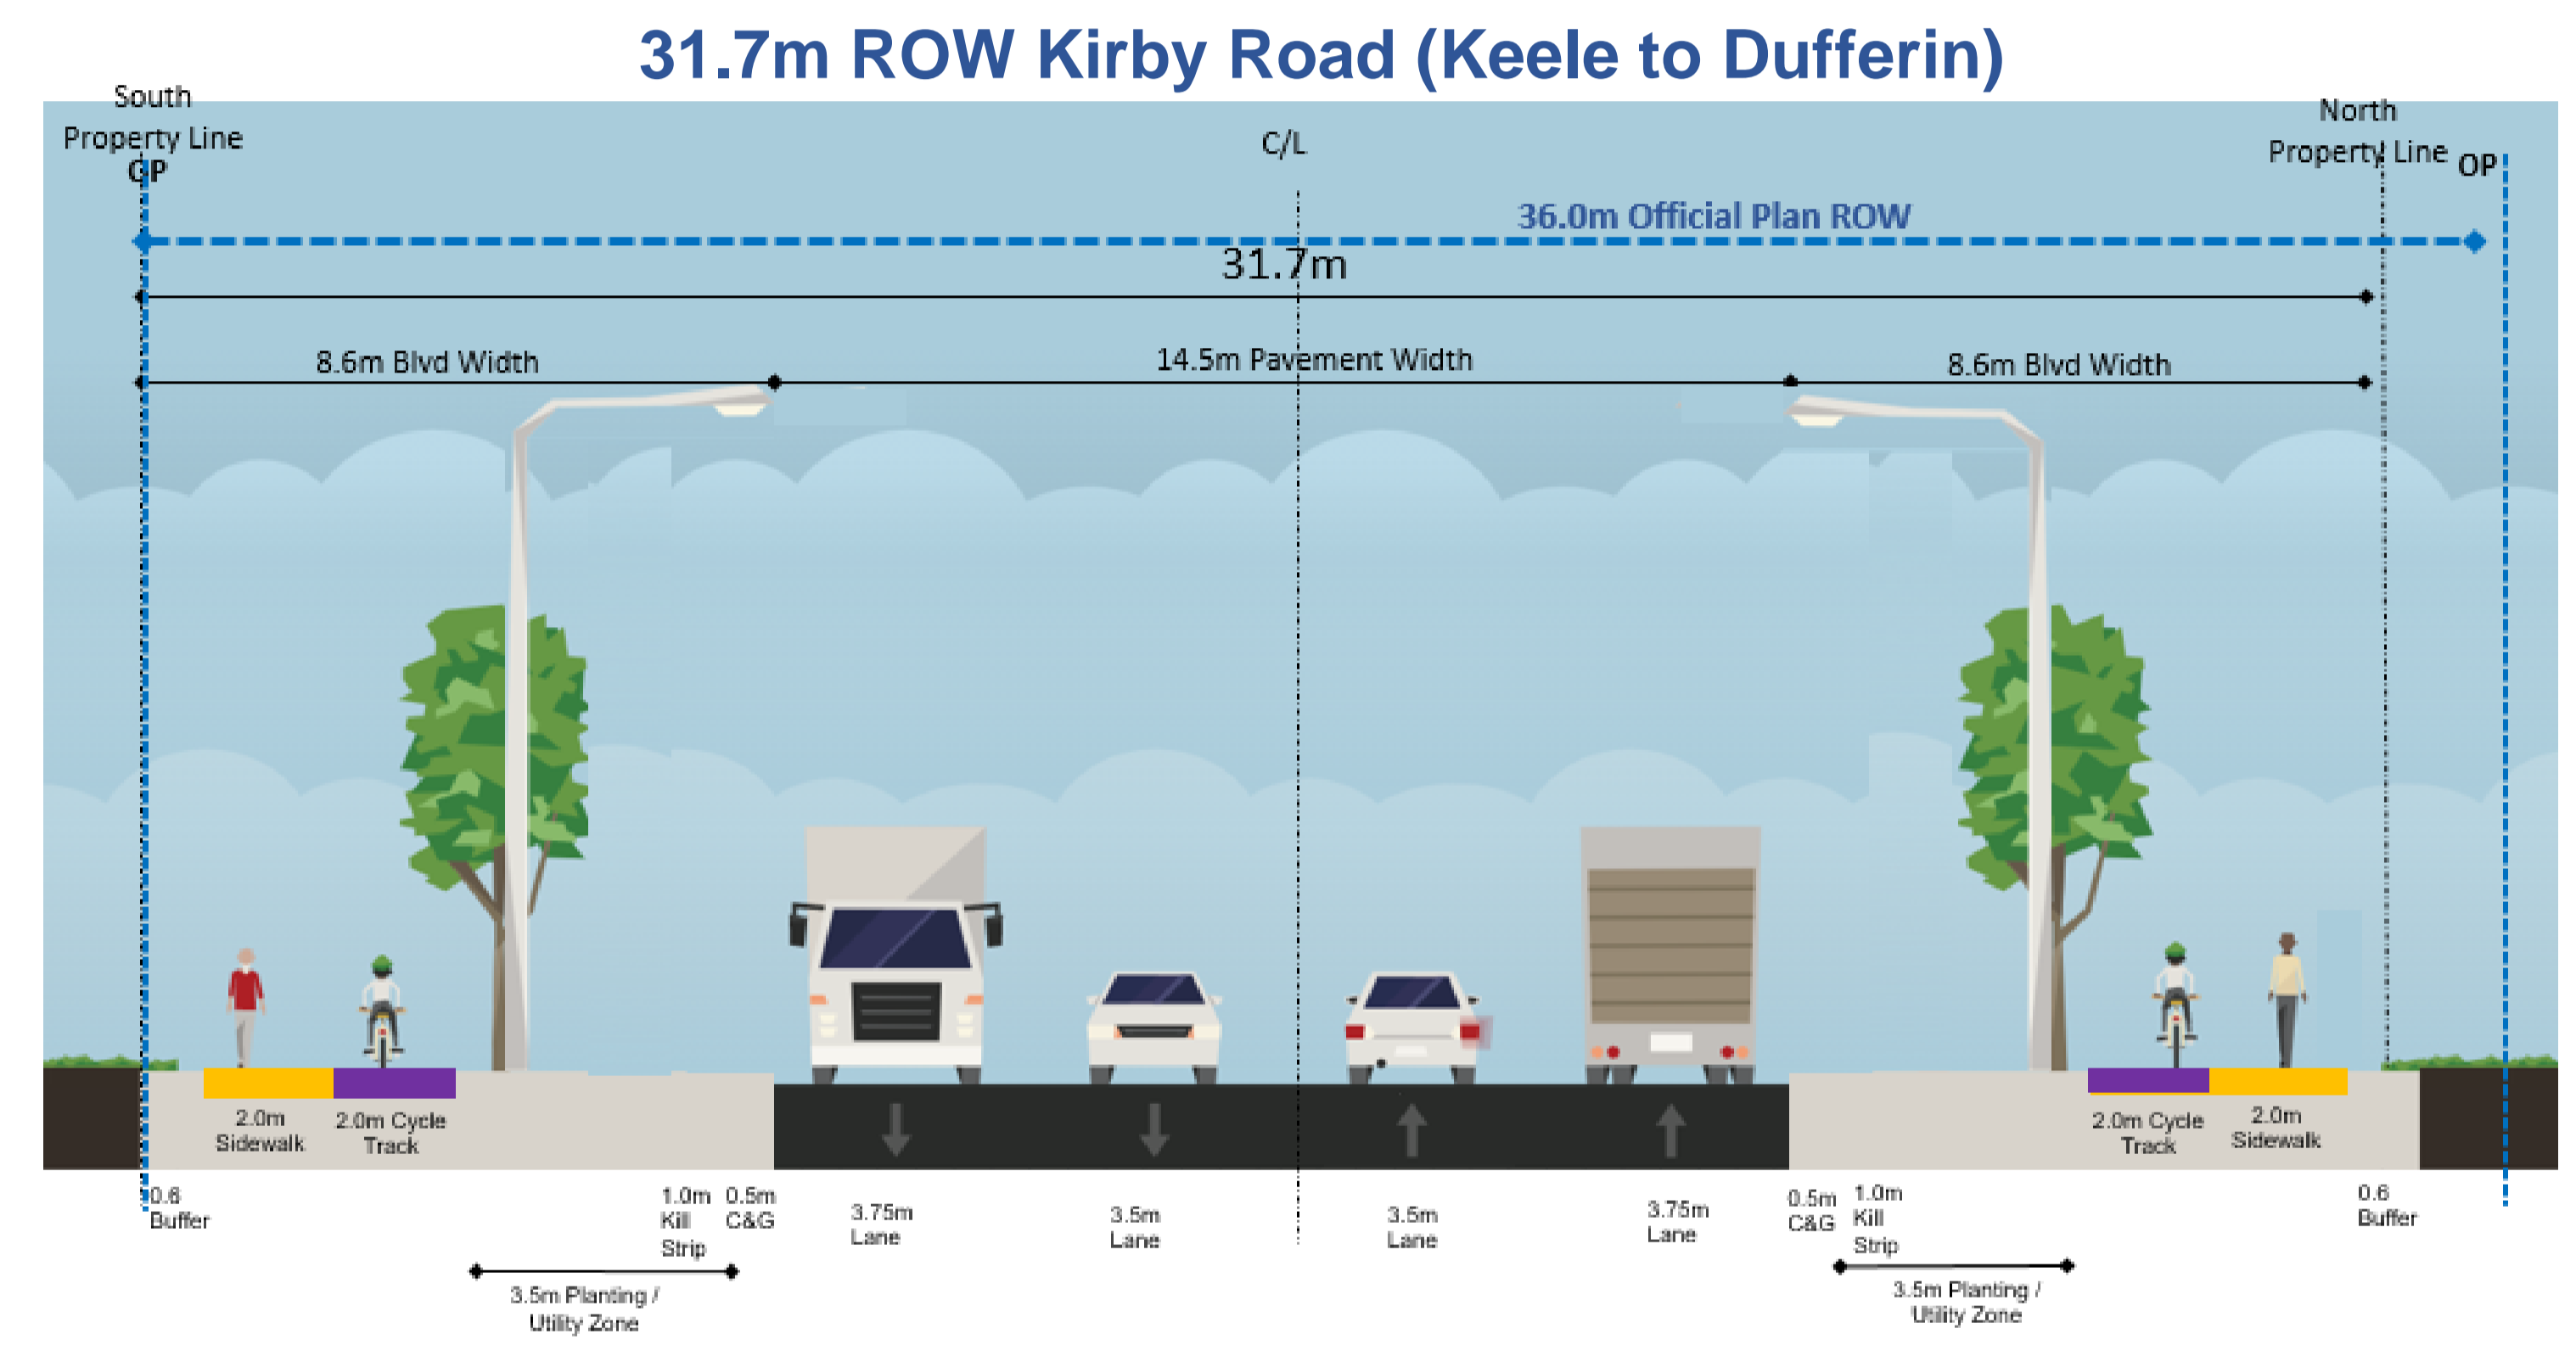 31.7m ROW Kirby Road (Keele to Dufferin)
South
Property Line
OP
C/L
North
Property Line
OP
36.0m Official Plan ROW
31.7m
8.6m Blvd Width
14.5m Pavement Width
8.6m Blvd Width
2.0m
Sidewalk
2.0m Cycle
Track
2.0m Cycle
Track
2.0m
Sidewalk
0.6
Buffer
1.0m
Kill
Strip
0.5m
C&G
3.75m
Lane
3.5m
Lane
3.5m
Lane
3.75m
Lane
0.5m
C&G
1.0m
Kill
Strip
0.6
Buffer
3.5m Planting /
Utility Zone
3.5m Planting /
Utility Zone